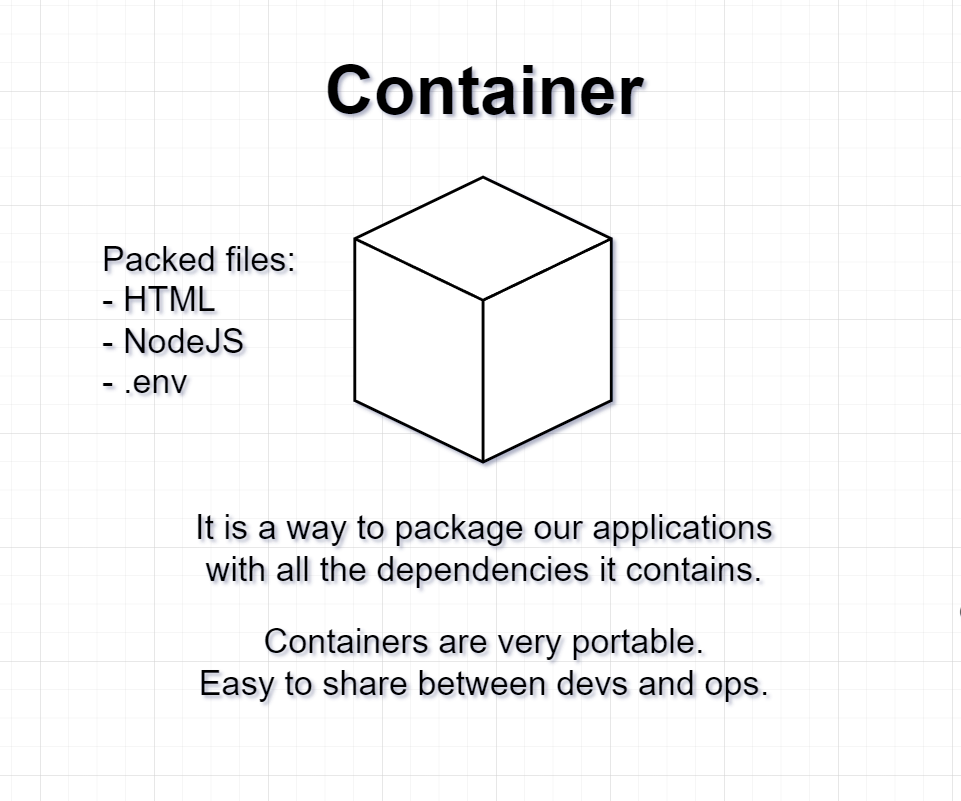 Container
Packed files:
- HTML
- NodeJS
- .env
It is a way to package our applications
with all the dependencies it contains.
Containers are very portable.
Easy to share between devs and ops.